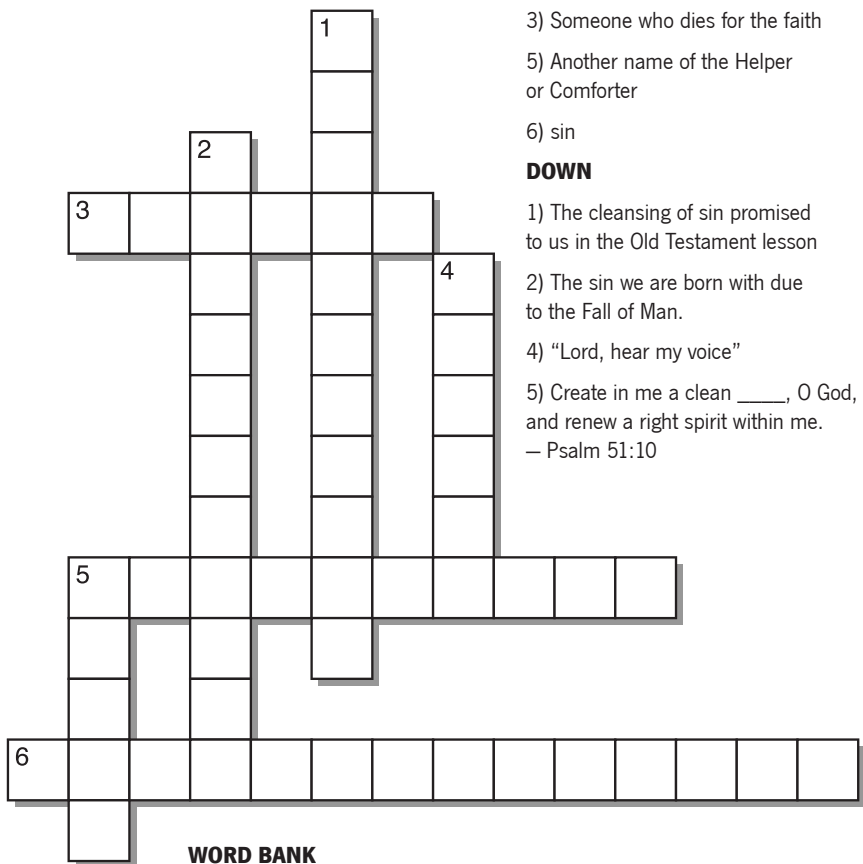 1
2
3
4
5
6
3) Someone who dies for the faith
5) Another name of the Helper
or Comforter
6) sin
DOWN
1) The cleansing of sin promised
to us in the Old Testament lesson
2) The sin we are born with due
to the Fall of Man.
4) “Lord, hear my voice”
5) Create in me a clean ____, O God,
and renew a right spirit within me.
— Psalm 51:10
WORD BANK